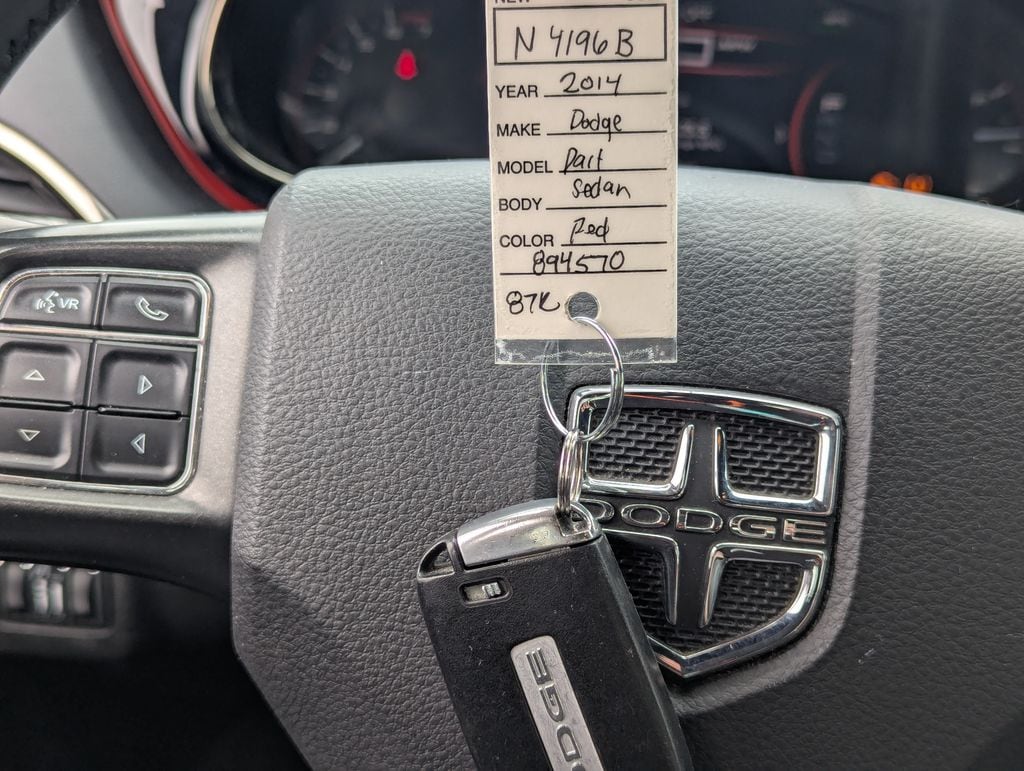 N 4196B
YEAR 2014
MAKE Dodge
MODEL Dart
Sedan
BODY
COLOR Red
894570
87K
VR
DODGE
DODGE